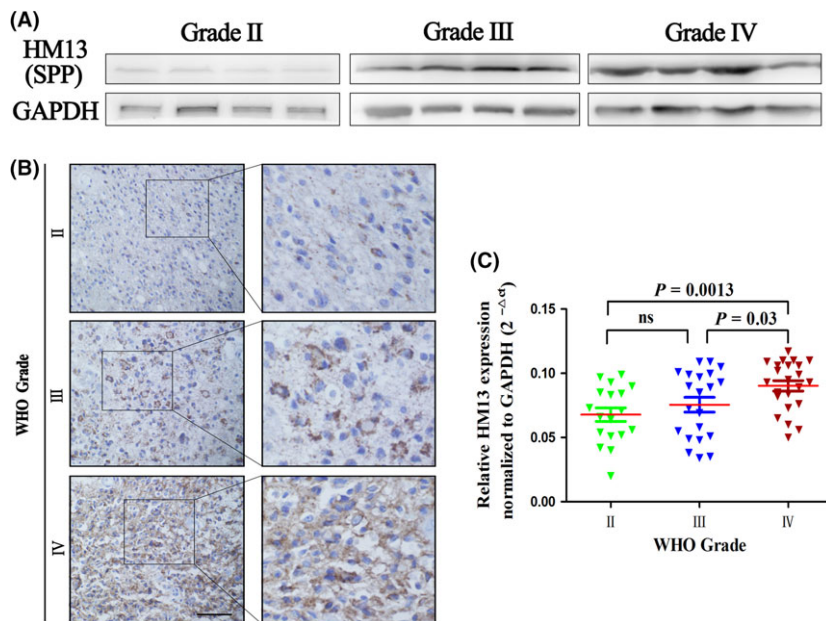 (A)
Grade II
Grade III
Grade IV
HM13
(SPP)
GAPDH
(B)
WHO Grade
II
III
IV
(C)
P = 0.0013
ns
P = 0.03
Relative HM13 expression
normalized to GAPDH (2 ⁻Δct)
0.15
0.10
0.05
0.00
II
III
IV
WHO Grade